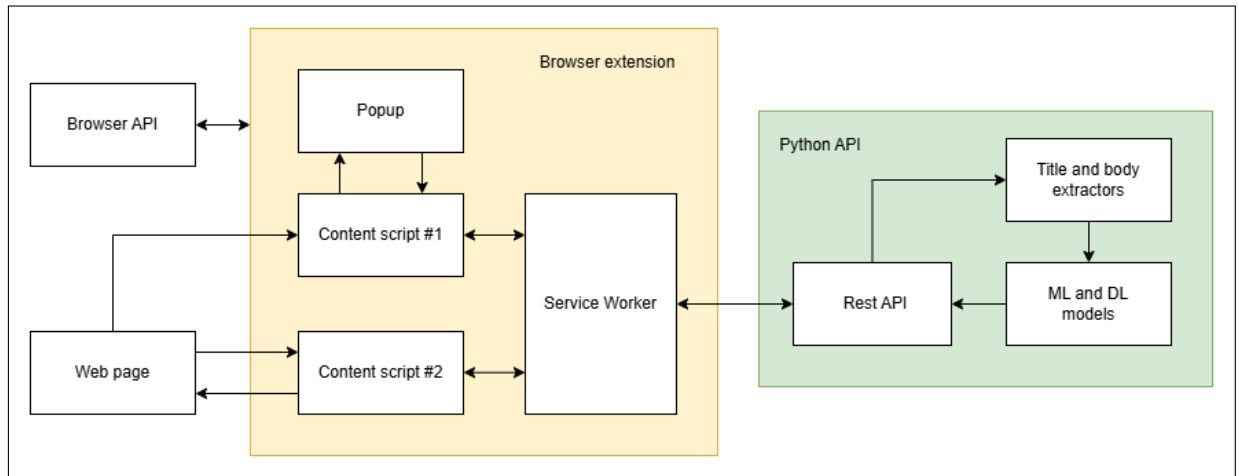 Browser extension
Browser API
Popup
Python API
Title and body
extractors
Content script #1
Service Worker
Rest API
ML and DL
models
Web page
Content script #2